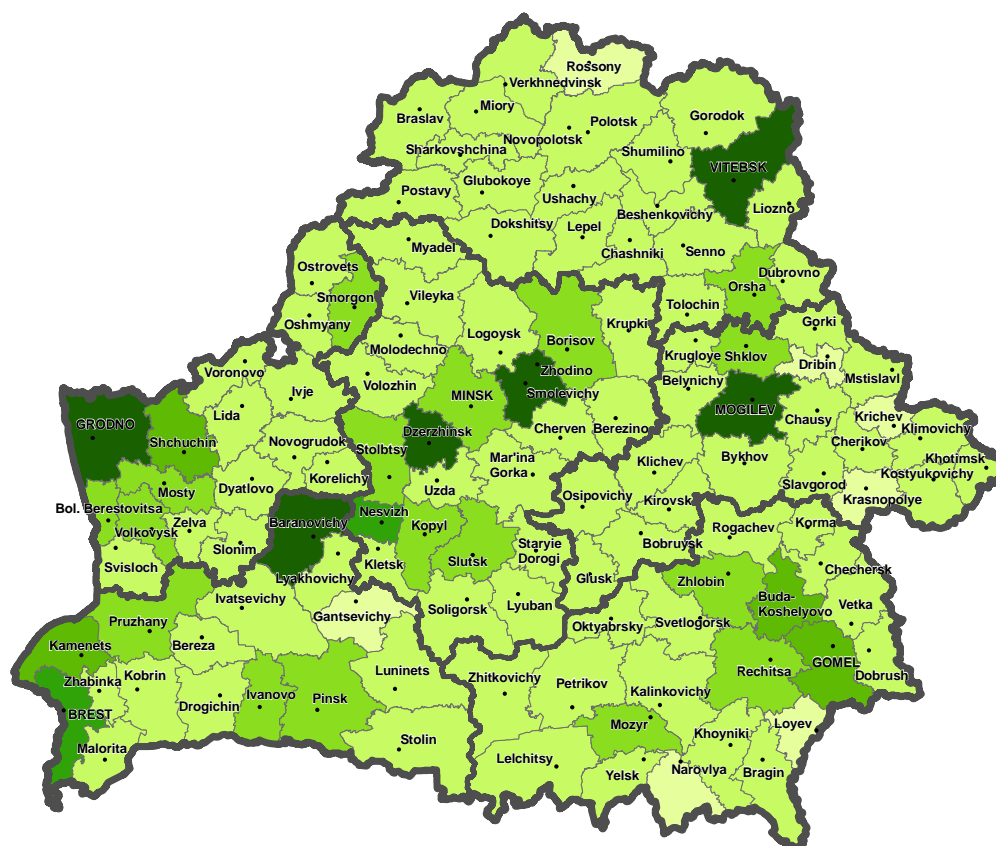 Rossony
Verkhnedvinsk
Miory
Braslav
Gorodok
Polotsk
Novopolotsk
Sharkovshchina
Shumilino
VITEBSK
Glubokoye
Postavy
Ushachy
Liozno
Beshenkovichy
Dokshitsy
Lepel
Chashniki
Senno
Myadel
Ostrovets
Dubrovno
Orsha
Smorgon
Vileyka
Tolochin
Oshmyany
Gorki
Krupki
Logoysk
Borisov
Molodechno
Krugloye
Shklov
Dribin
Voronovo
Zhodino
Mstislavl
Volozhin
Belynichy
Ivje
Smolevichy
MINSK
MOGILEV
Lida
GRODNO
Krichev
Chausy
Cherven
Berezino
Klimovichy
Dzerzhinsk
Shchuchin
Novogrudok
Cherikov
Stolbtsy
Mar'ina
Gorka
Bykhov
Khotimsk
Klichev
Kostyukovichy
Korelichy
Dyatlovo
Slavgorod
Uzda
Mosty
Osipovichy
Kirovsk
Krasnopolye
Bol. Berestovitsa
Nesvizh
Zelva
Baranovichy
Kopyl
Korma
Volkovysk
Rogachev
Bobruysk
Staryie
Dorogi
Slonim
Slutsk
Svisloch
Kletsk
Chechersk
Lyakhovichy
Glusk
Zhlobin
Ivatsevichy
Buda-
Koshelyovo
Lyuban
Vetka
Soligorsk
Gantsevichy
Pruzhany
Svetlogorsk
Oktyabrsky
Bereza
Kamenets
GOMEL
Luninets
Rechitsa
Kobrin
Dobrush
Zhitkovichy
Zhabinka
Petrikov
Kalinkovichy
Ivanovo
Pinsk
Drogichin
BREST
Mozyr
Loyev
Khoyniki
Stolin
Malorita
Lelchitsy
Narovlya
Bragin
Yelsk